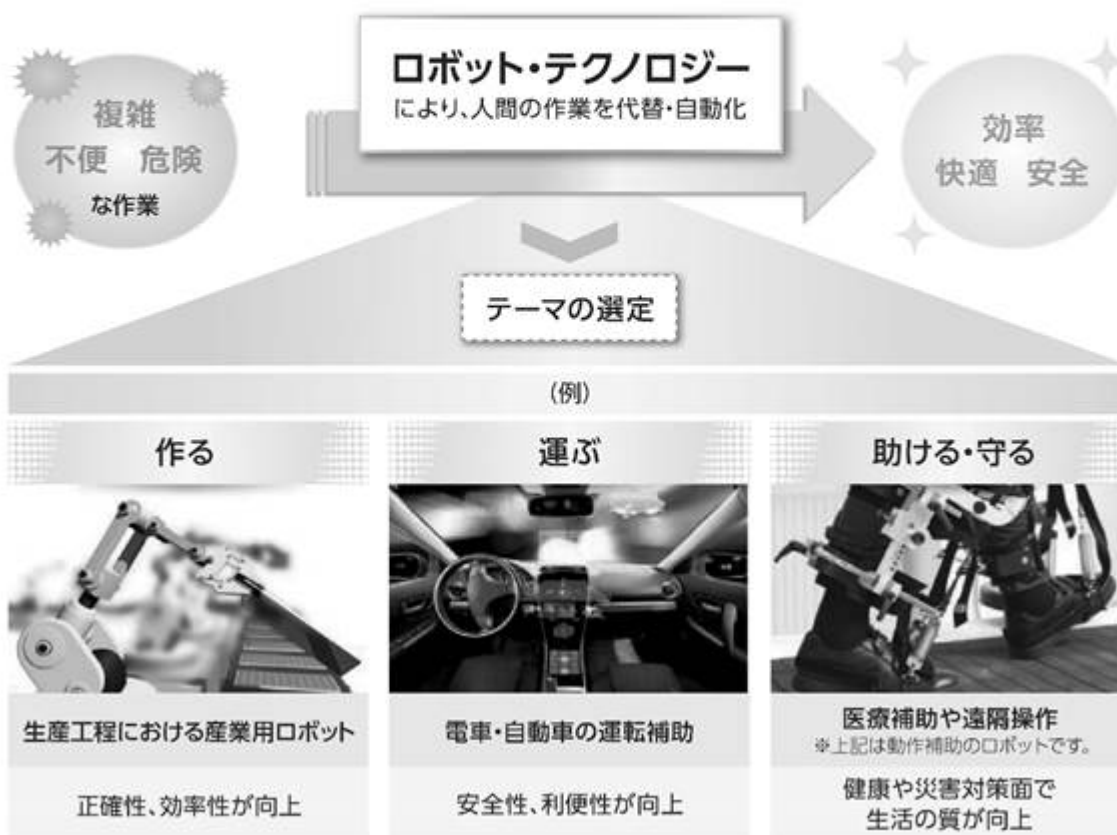 複雑
不便 危険
な作業
ロボット・テクノロジー
により、人間の作業を代替・自動化
効率
快適 安全
テーマの選定
(例)
作る
運ぶ
助ける・守る
生産工程における産業用ロボット
電車・自動車の運転補助
医療補助や遠隔操作
※上記は動作補助のロボットです。
正確性、効率性が向上
安全性、利便性が向上
健康や災害対策面で
生活の質が向上